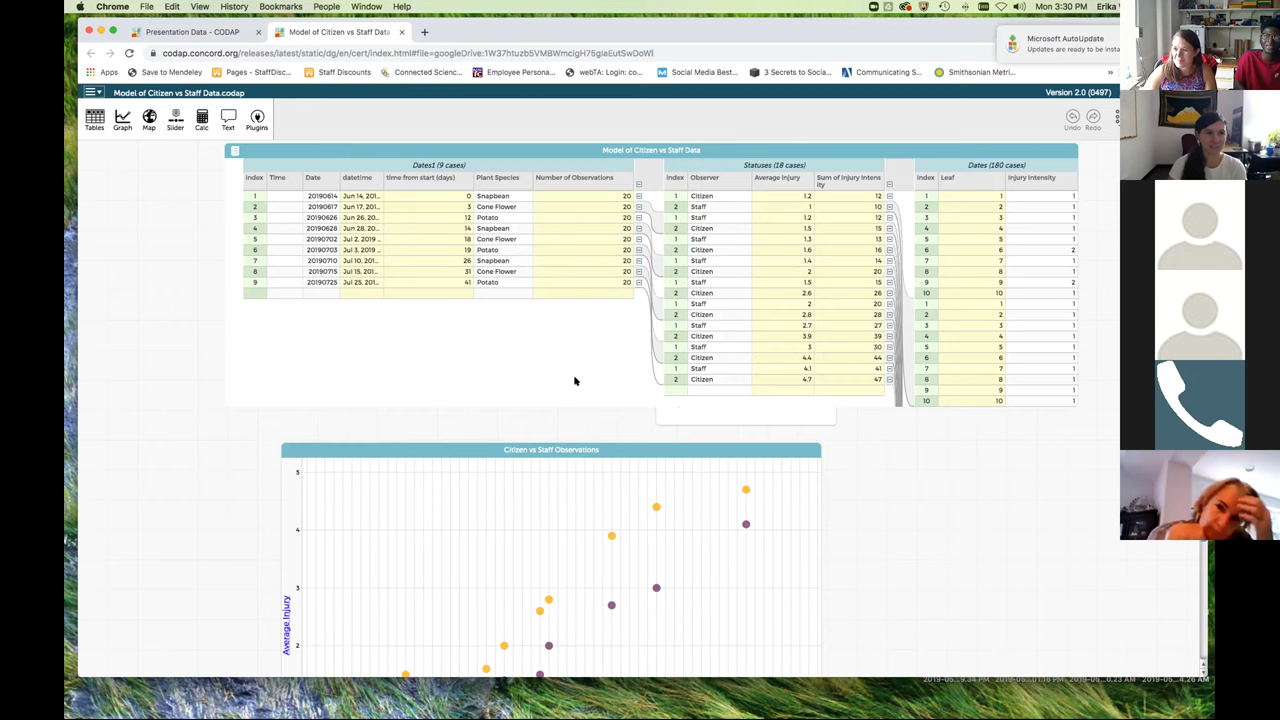 Chrome File Edit View History Bookmarks People Window Help
Mon 3:30 PM Erika
Presentation Data - CODAP
Model of Citizen vs Staff Data
codap.concord.org/releases/latest/static/dg/en/cert/index.html#file=googleDrive:1W37htuzb5VM8WmcigH75gIaEutSwDoWI
Microsoft AutoUpdate
Updates are ready to be insta
Apps Save to Mendeley Pages - StaffDisc... Staff Discounts Connected Scienc... Employee Persona... webTA: Login: co... Social Media Best... 3 Secrets to Socia... Communicating S... Smithsonian Metri... »
Model of Citizen vs Staff Data.codap
Version 2.0 (0497)
Tables Graph Map Slider Calc Text Plugins
Undo Redo
Model of Citizen vs Staff Data
Dates1 (9 cases) Statuses (18 cases) Dates (180 cases)
index Time Date datetime time from start (days) Plant Species Number of Observations
1 20190614 Jun 14, 201... 0 Snapbean 20
2 20190617 Jun 17, 201... 3 Cone Flower 20
3 20190626 Jun 26, 201... 12 Potato 20
4 20190628 Jun 28, 201... 14 Snapbean 20
5 20190702 Jul 2, 2019 ... 18 Cone Flower 20
6 20190703 Jul 3, 2019 ... 19 Potato 20
7 20190710 Jul 10, 201... 26 Snapbean 20
8 20190715 Jul 15, 201... 31 Cone Flower 20
9 20190725 Jul 25, 201... 41 Potato 20
index Observer Average Injury Sum of Injury Intens
ity
1 Citizen 1.2 12
2 Staff 1 10
1 Staff 1.2 12
2 Citizen 1.5 15
1 Staff 1.3 13
2 Citizen 1.6 16
1 Staff 1.4 14
2 Citizen 2 20
1 Staff 1.5 15
2 Citizen 2.6 26
1 Staff 2 20
2 Citizen 2.8 28
1 Staff 2.7 27
2 Citizen 3.9 39
1 Staff 3 30
2 Citizen 4.4 44
1 Staff 4.1 41
2 Citizen 4.7 47
index Leaf Injury Intensity
1 1 1
2 2 1
3 3 1
4 4 1
5 5 1
6 6 2
7 7 1
8 8 1
9 9 2
10 10 1
1 1 1
2 2 1
3 3 1
4 4 1
5 5 1
6 6 1
7 7 1
8 8 1
9 9 1
10 10 1
Citizen vs Staff Observations
5
4
3
2
Average Injury